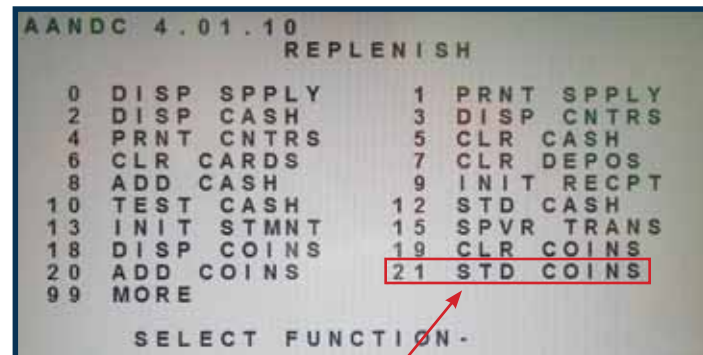 AANDC 4.01.10
REPLENISH
0 DISP SPPLY 1 PRNT SPPLY
2 DISP CASH 3 DISP CNTRS
4 PRNT CNTRS 5 CLR CASH
6 CLR CARDS 7 CLR DEPOS
8 ADD CASH 9 INIT RECPT
10 TEST CASH 12 STD CASH
13 INIT STMNT 15 SPVR TRANS
18 DISP COINS 19 CLR COINS
20 ADD COINS 21 STD COINS
99 MORE
SELECT FUNCTION-